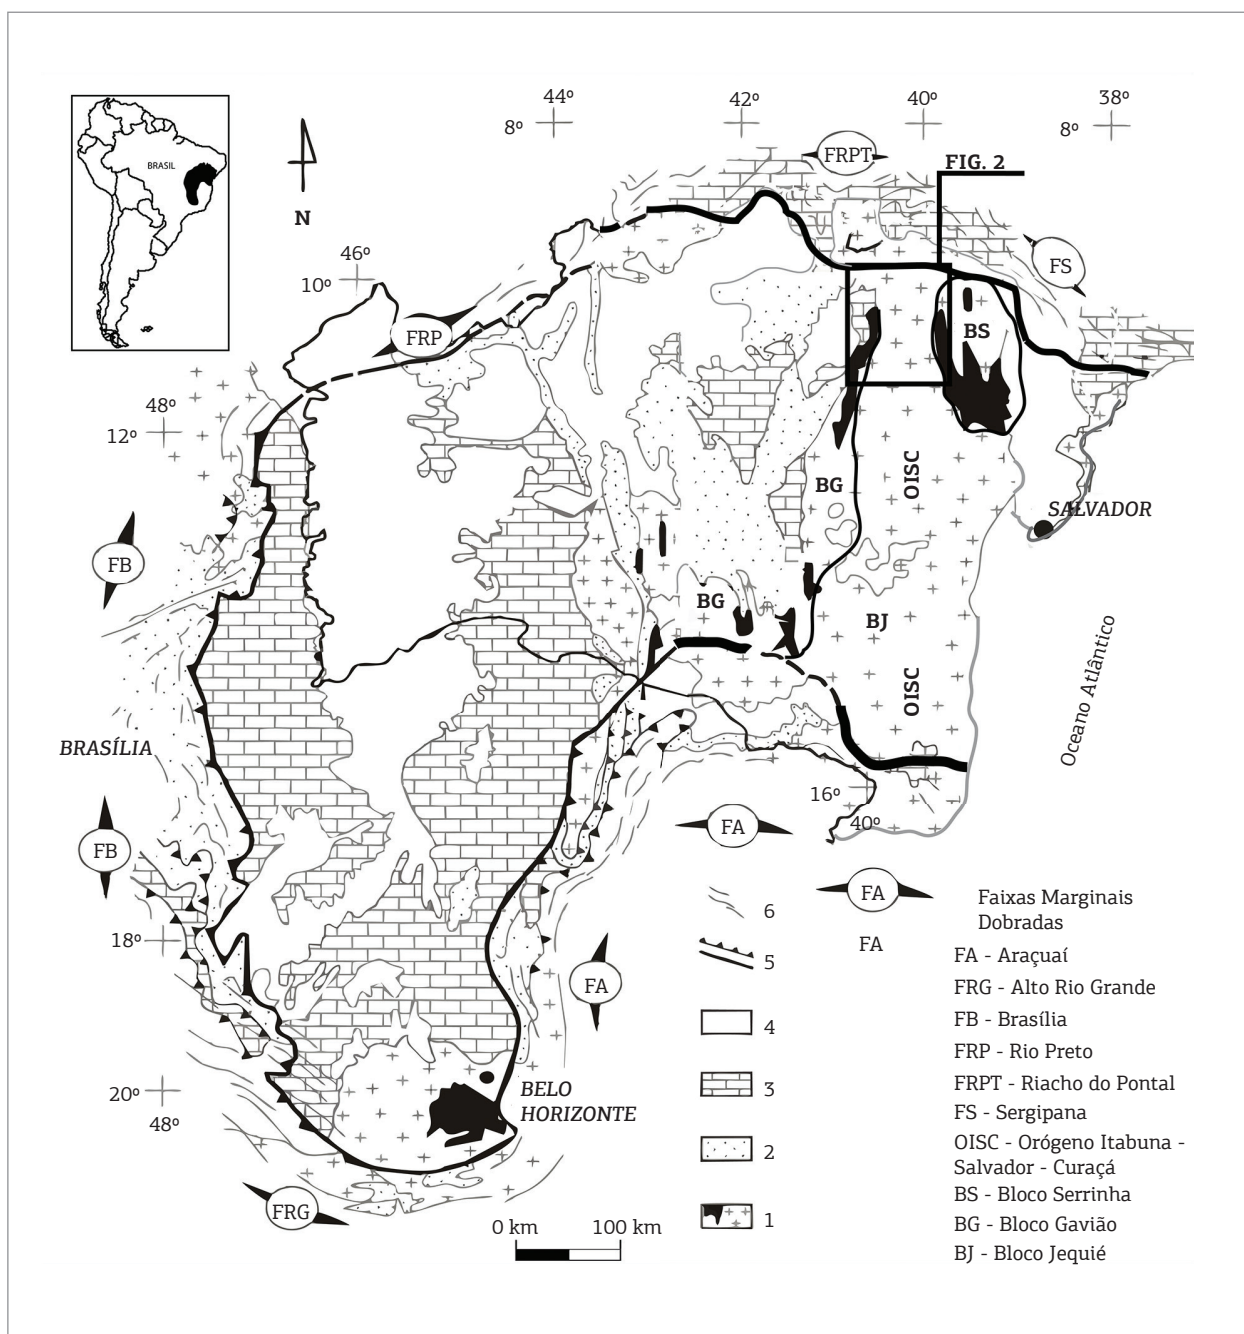 44º
42º
40º
38º
8º
8º
BRASIL
FRPT
FIG. 2
N
FS
46º
10º
FRP
BS
48º
12º
BG
OISC
SALVADOR
FB
BG
BJ
OISC
Oceano Atlântico
BRASÍLIA
16º
40º
FB
FA
FA
6
18º
FA
5
FA
4
20º
48º
BELO
HORIZONTE
3
2
FRG
1
0 km
100 km
Faixas Marginais
Dobradas
FA - Araçuaí
FRG - Alto Rio Grande
FB - Brasília
FRP - Rio Preto
FRPT - Riacho do Pontal
FS - Sergipana
OISC - Orógeno Itabuna -
Salvador - Curaçá
BS - Bloco Serrinha
BG - Bloco Gavião
BJ - Bloco Jequié